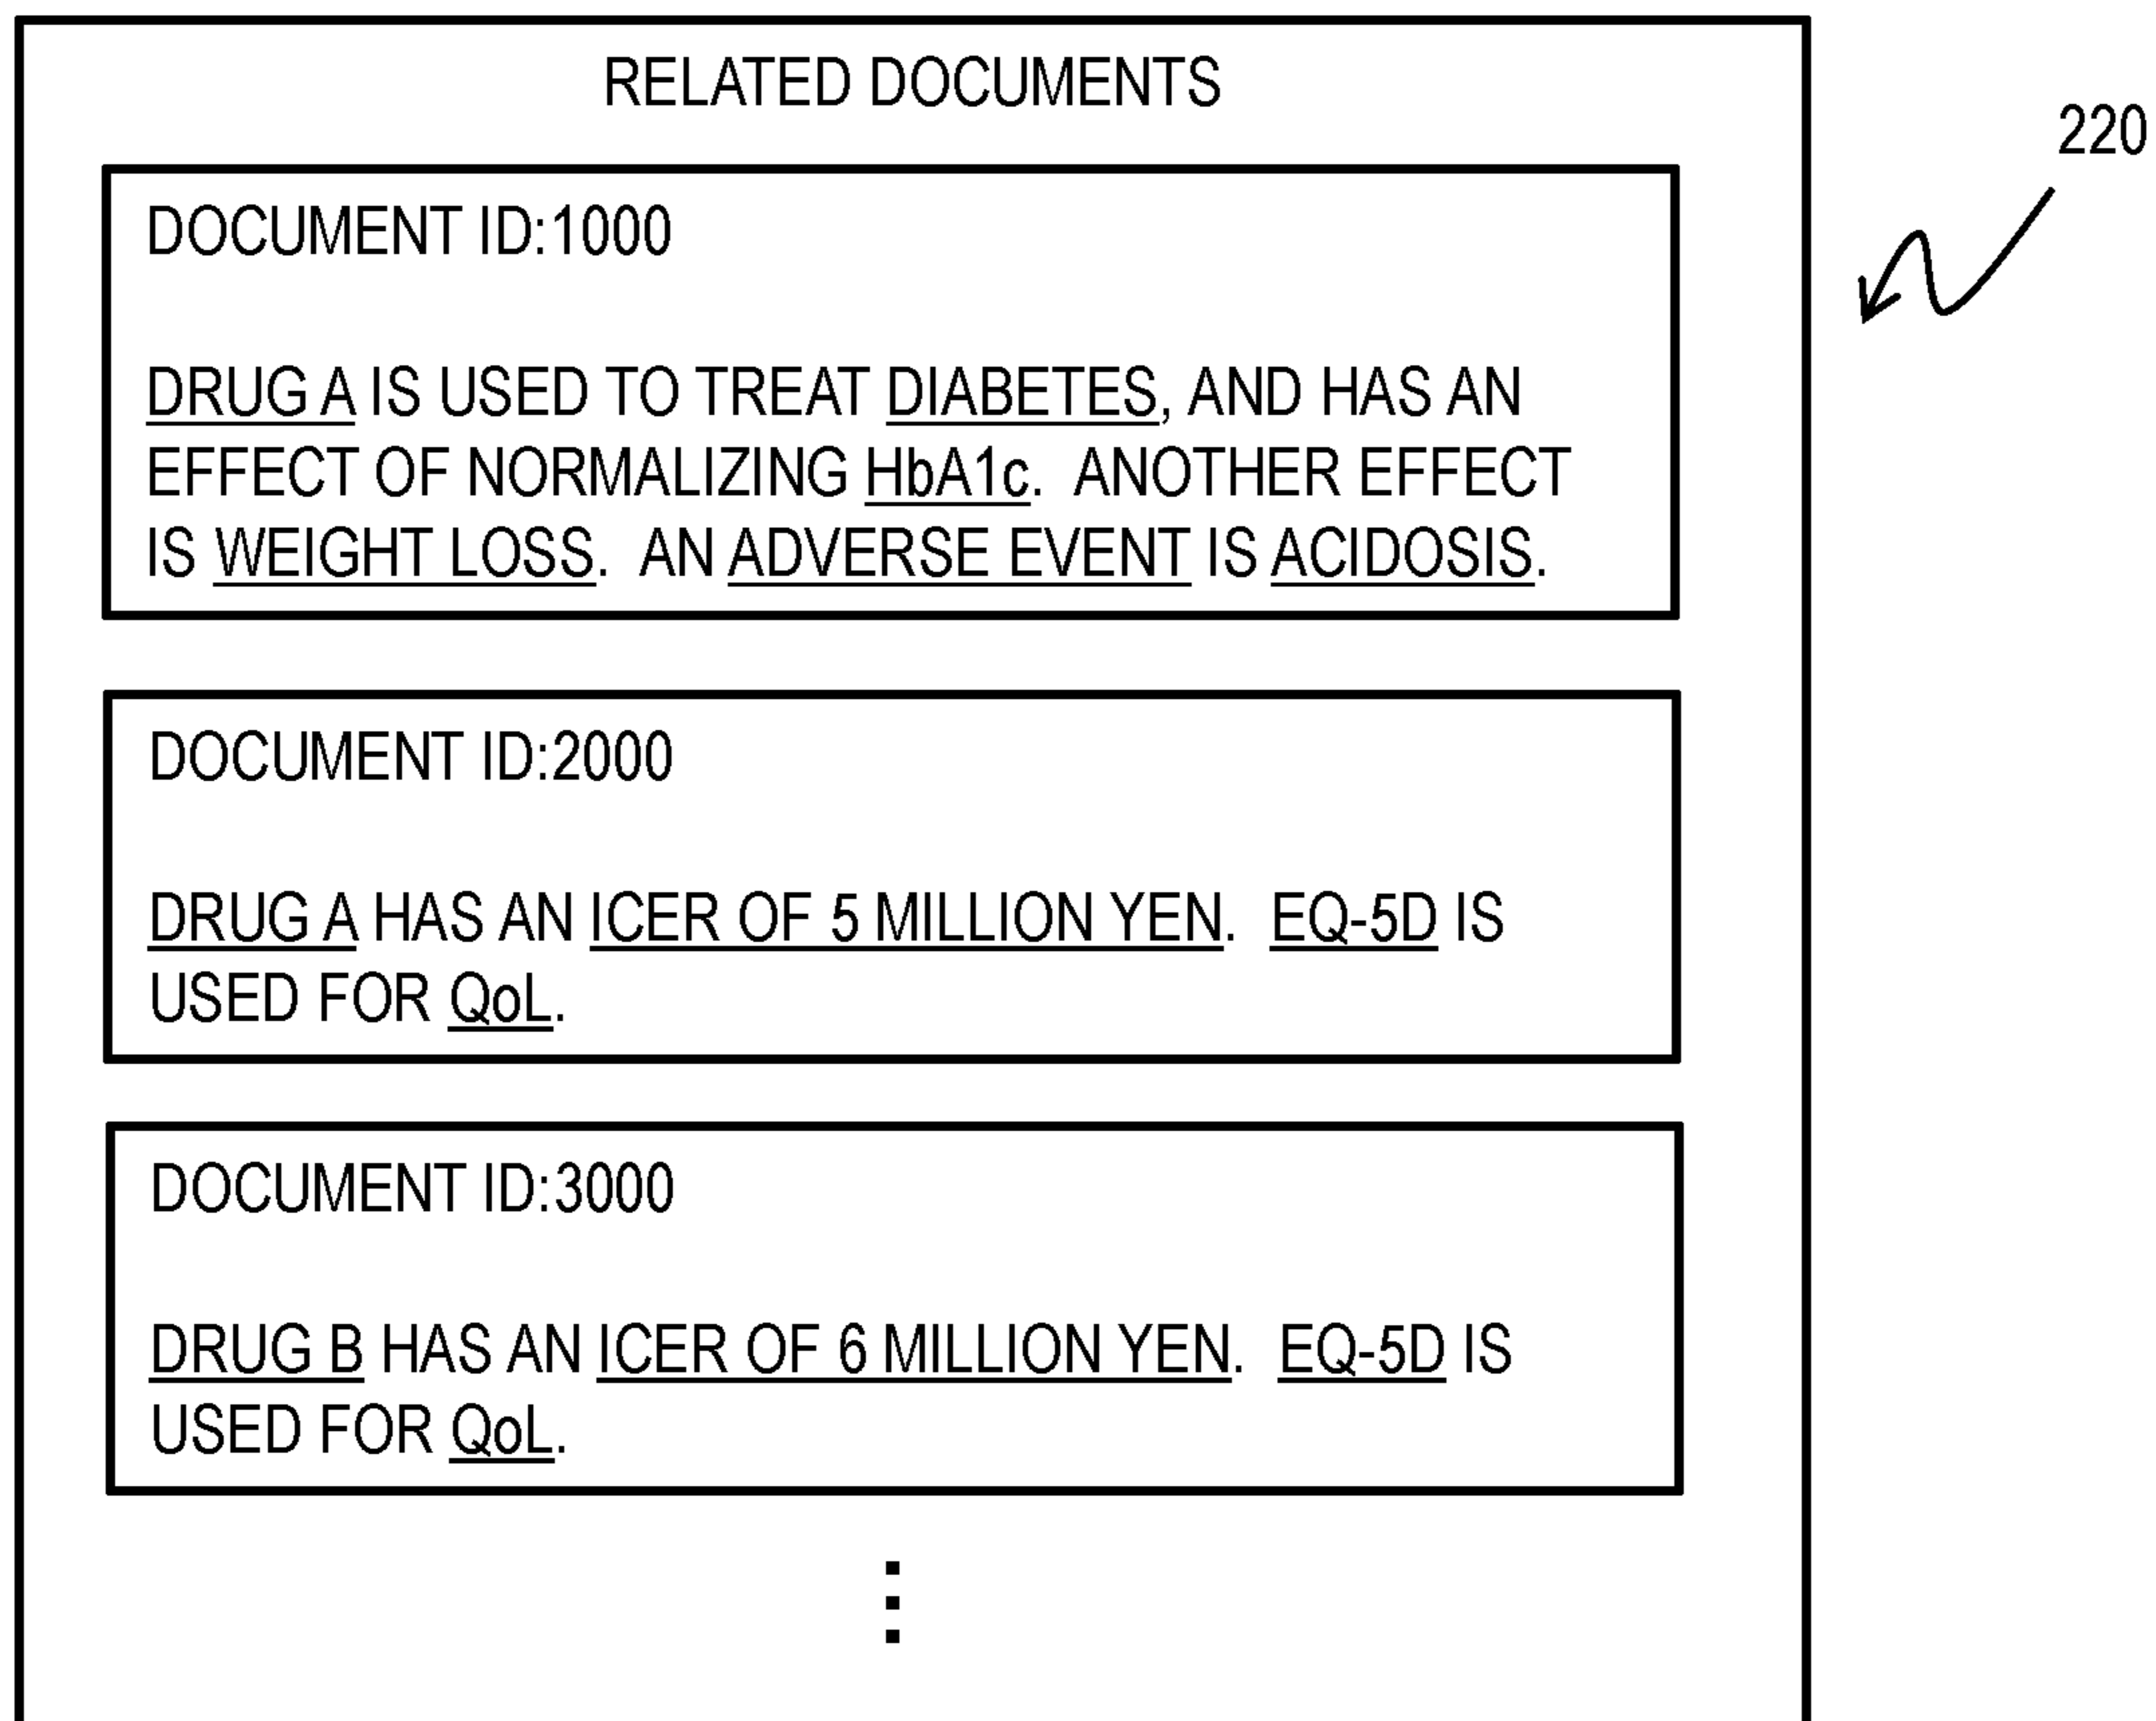 RELATED DOCUMENTS
220
DOCUMENT ID:1000
DRUG A IS USED TO TREAT DIABETES, AND HAS AN
EFFECT OF NORMALIZING HbA1c. ANOTHER EFFECT
IS WEIGHT LOSS. AN ADVERSE EVENT IS ACIDOSIS.
DOCUMENT ID:2000
DRUG A HAS AN ICER OF 5 MILLION YEN. EQ-5D IS
USED FOR QoL.
DOCUMENT ID:3000
DRUG B HAS AN ICER OF 6 MILLION YEN. EQ-5D IS
USED FOR QoL.